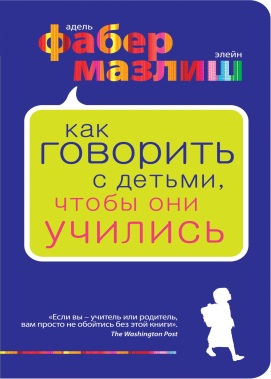 адель
фабер
элейн
мазлиш
как
говорить
с детьми,
чтобы они
учились
«Если вы – учитель или родитель,
вам просто не обойтись без этой книги».
The Washington Post